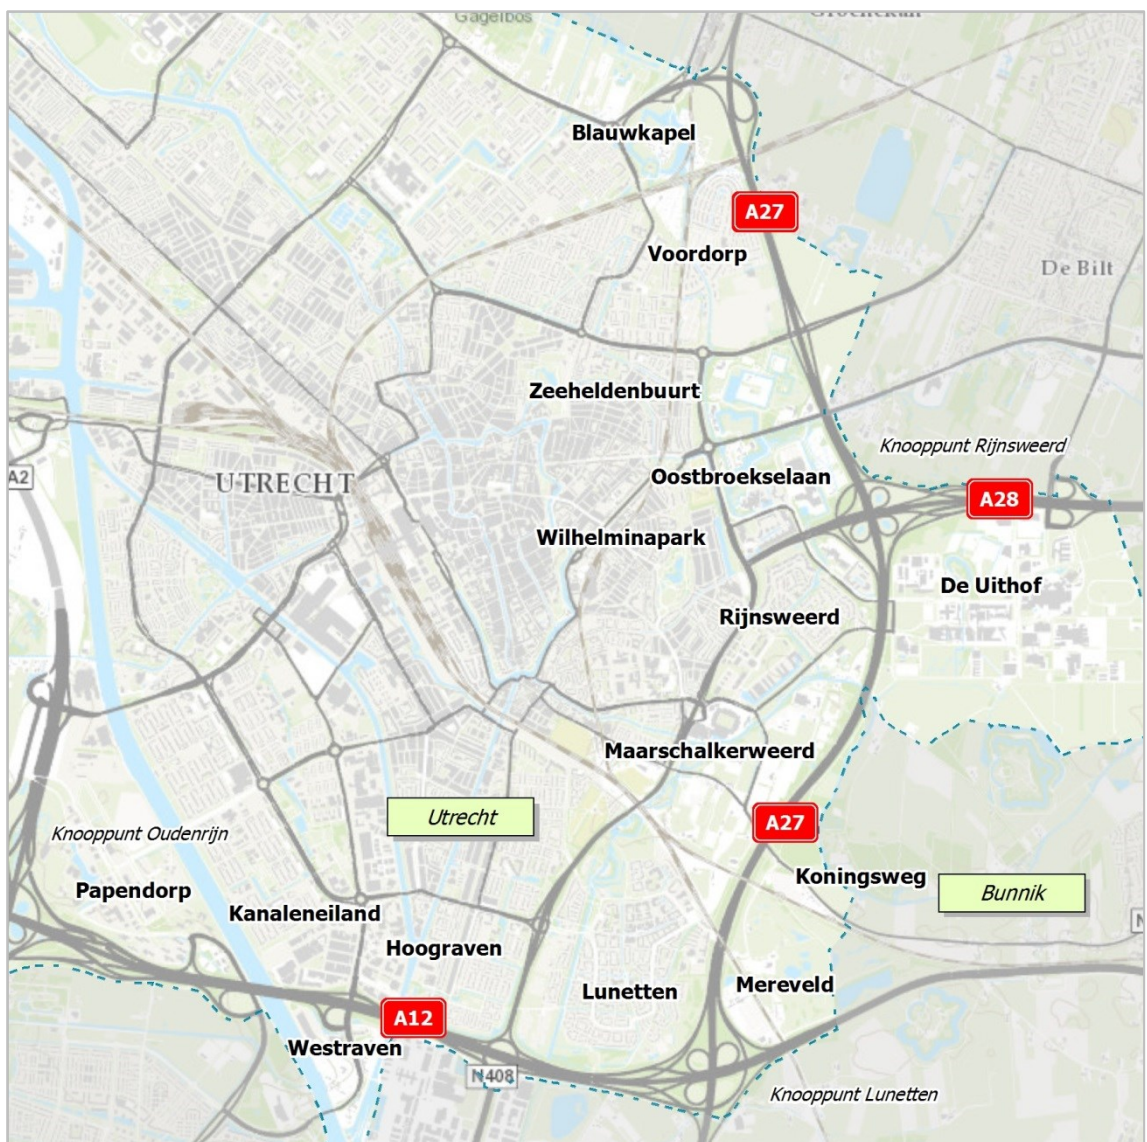 Gagelbos
Groenekan
Blauwkapel
A27
Voordorp
De Bilt
Zeeheldenbuurt
Knooppunt Rijnsweerd
A2
UTRECHT
Oostbroekselaan
A28
Wilhelminapark
De Uithof
Rijnsweerd
Maarschalkerweerd
Utrecht
A27
Knooppunt Oudenrijn
Papendorp
Koningsweg
Bunnik
Kanaleneiland
Hoograven
Lunetten
Mereveld
A12
Westraven
N408
Knooppunt Lunetten